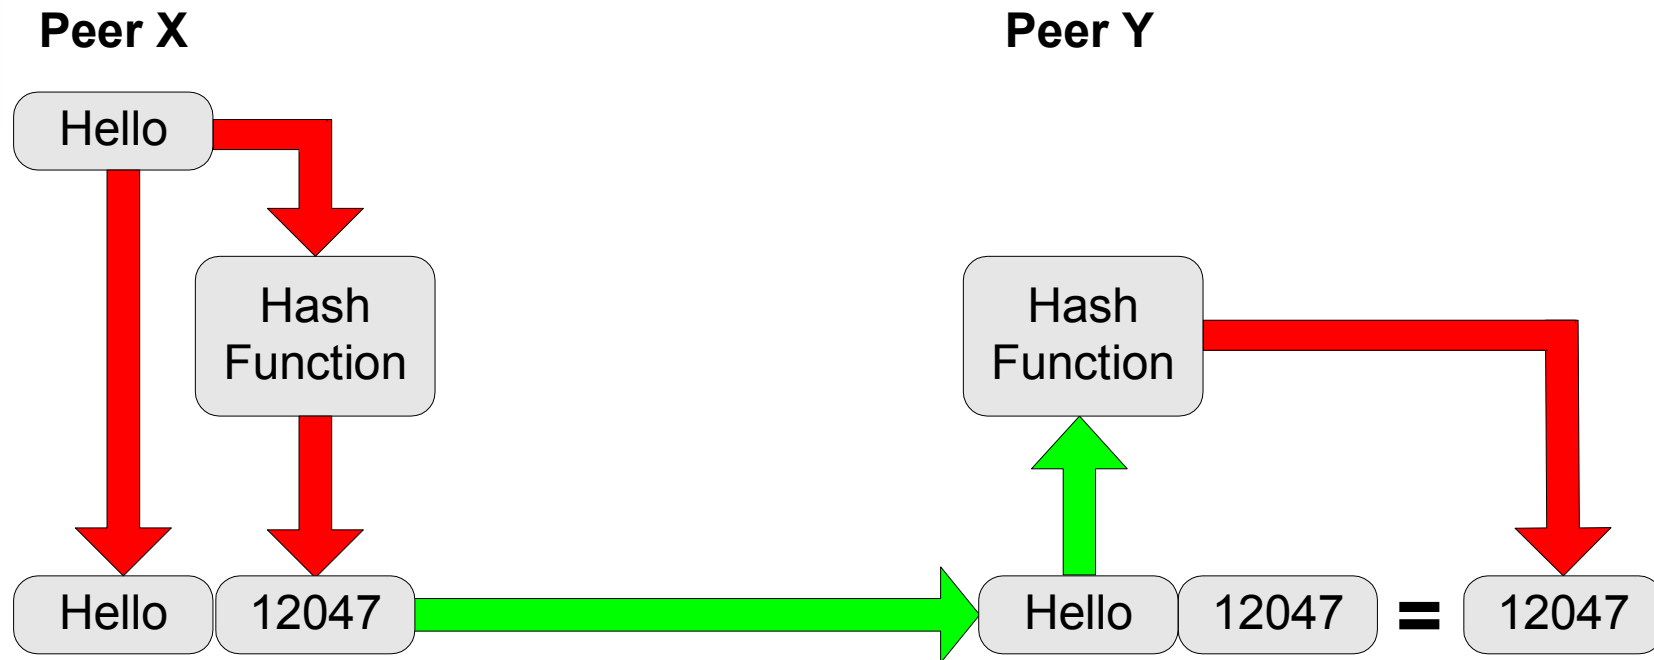 Peer X
Peer Y
Hello
Hash
Function
Hash
Function
Hello
12047
Hello
12047
=
12047